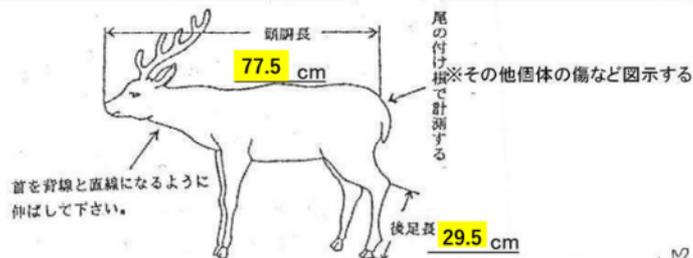 頭胴長
77.5 cm
尾の付け根で計測する
※その他個体の傷など図示する
首を背線と直線になるように
伸ばして下さい。
後足長 29.5 cm